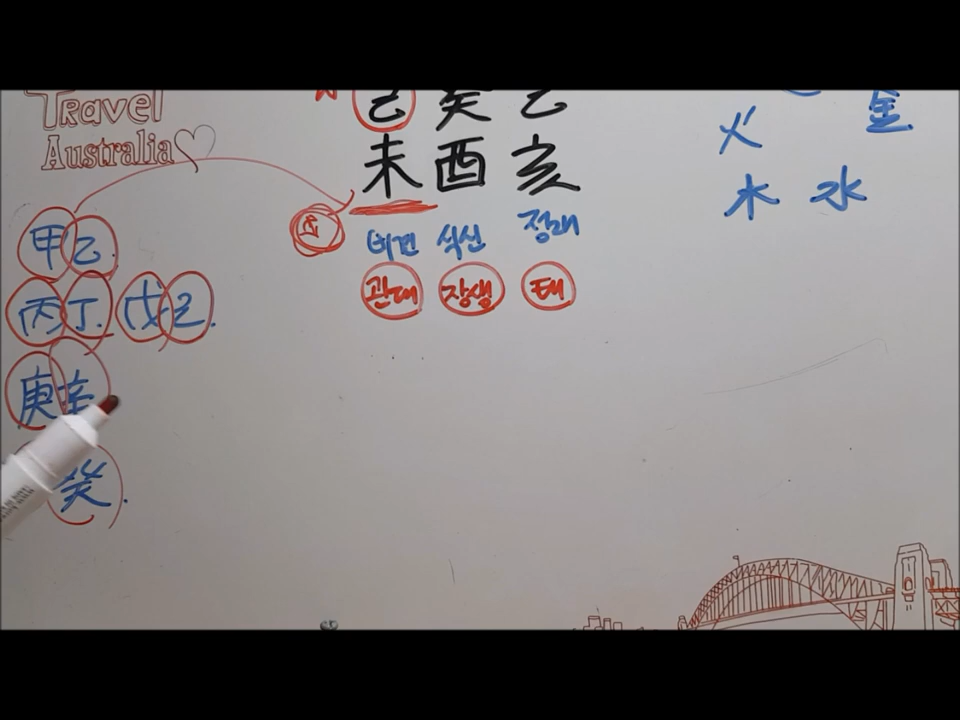 Travel
Australia
己 癸 乙
未 酉 亥
비견 식신 정재
관대 장생 태
甲乙.
丙丁. 戊己.
庚辛
癸.
金
火
木 水